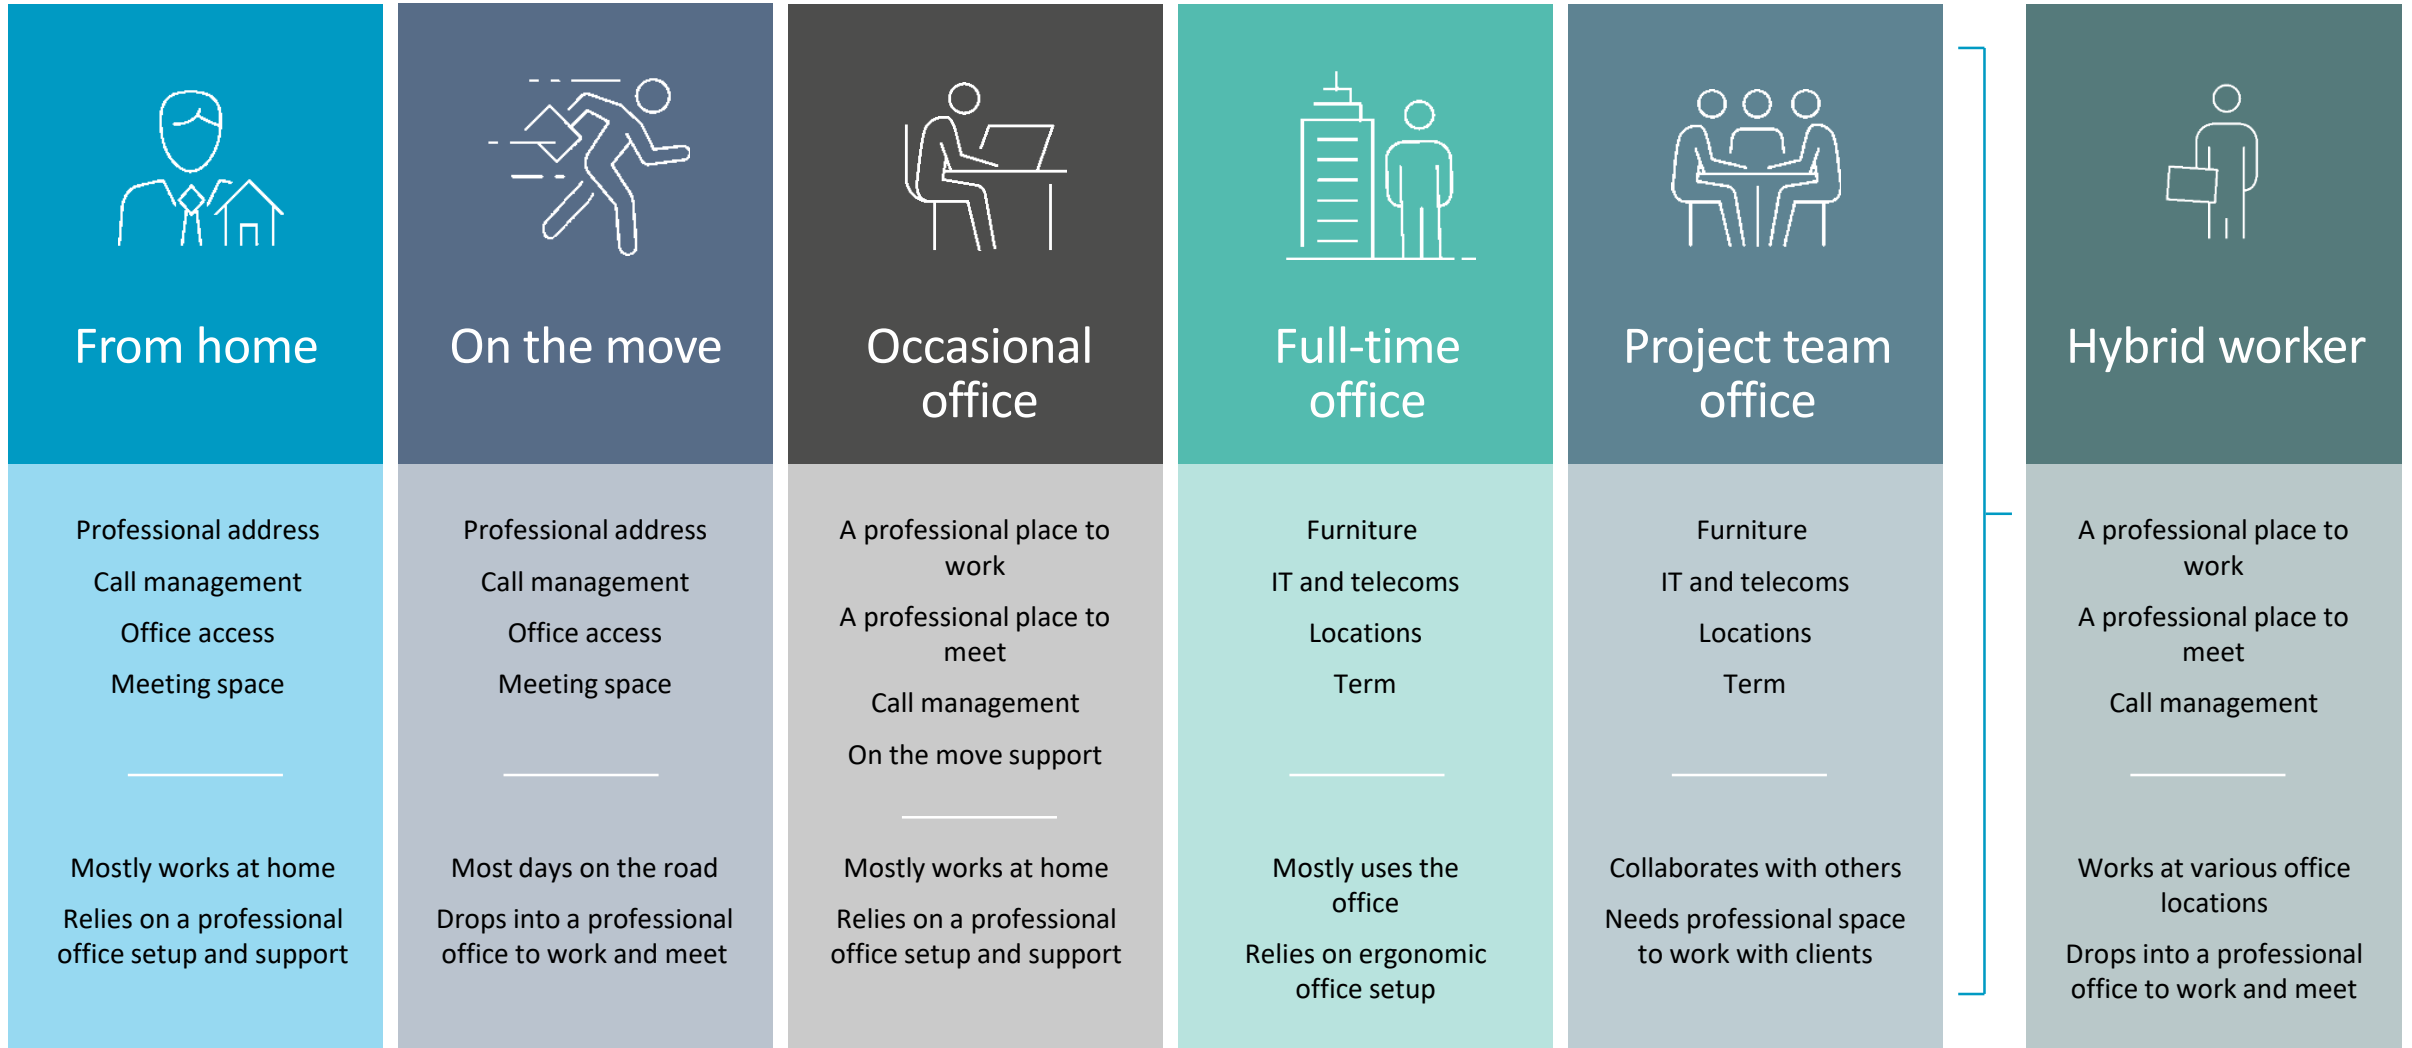 From home
Professional address
Call management
Office access
Meeting space
Mostly works at home
Relies on a professional
office setup and support
On the move
Professional address
Call management
Office access
Meeting space
Most days on the road
Drops into a professional
office to work and meet
Occasional
office
A professional place to
work
A professional place to
meet
Call management
On the move support
Mostly works at home
Relies on a professional
office setup and support
Full-time
office
Furniture
IT and telecoms
Locations
Term
Mostly uses the
office
Relies on ergonomic
office setup
Project team
office
Furniture
IT and telecoms
Locations
Term
Collaborates with others
Needs professional space
to work with clients
Hybrid worker
A professional place to
work
A professional place to
meet
Call management
Works at various office
locations
Drops into a professional
office to work and meet